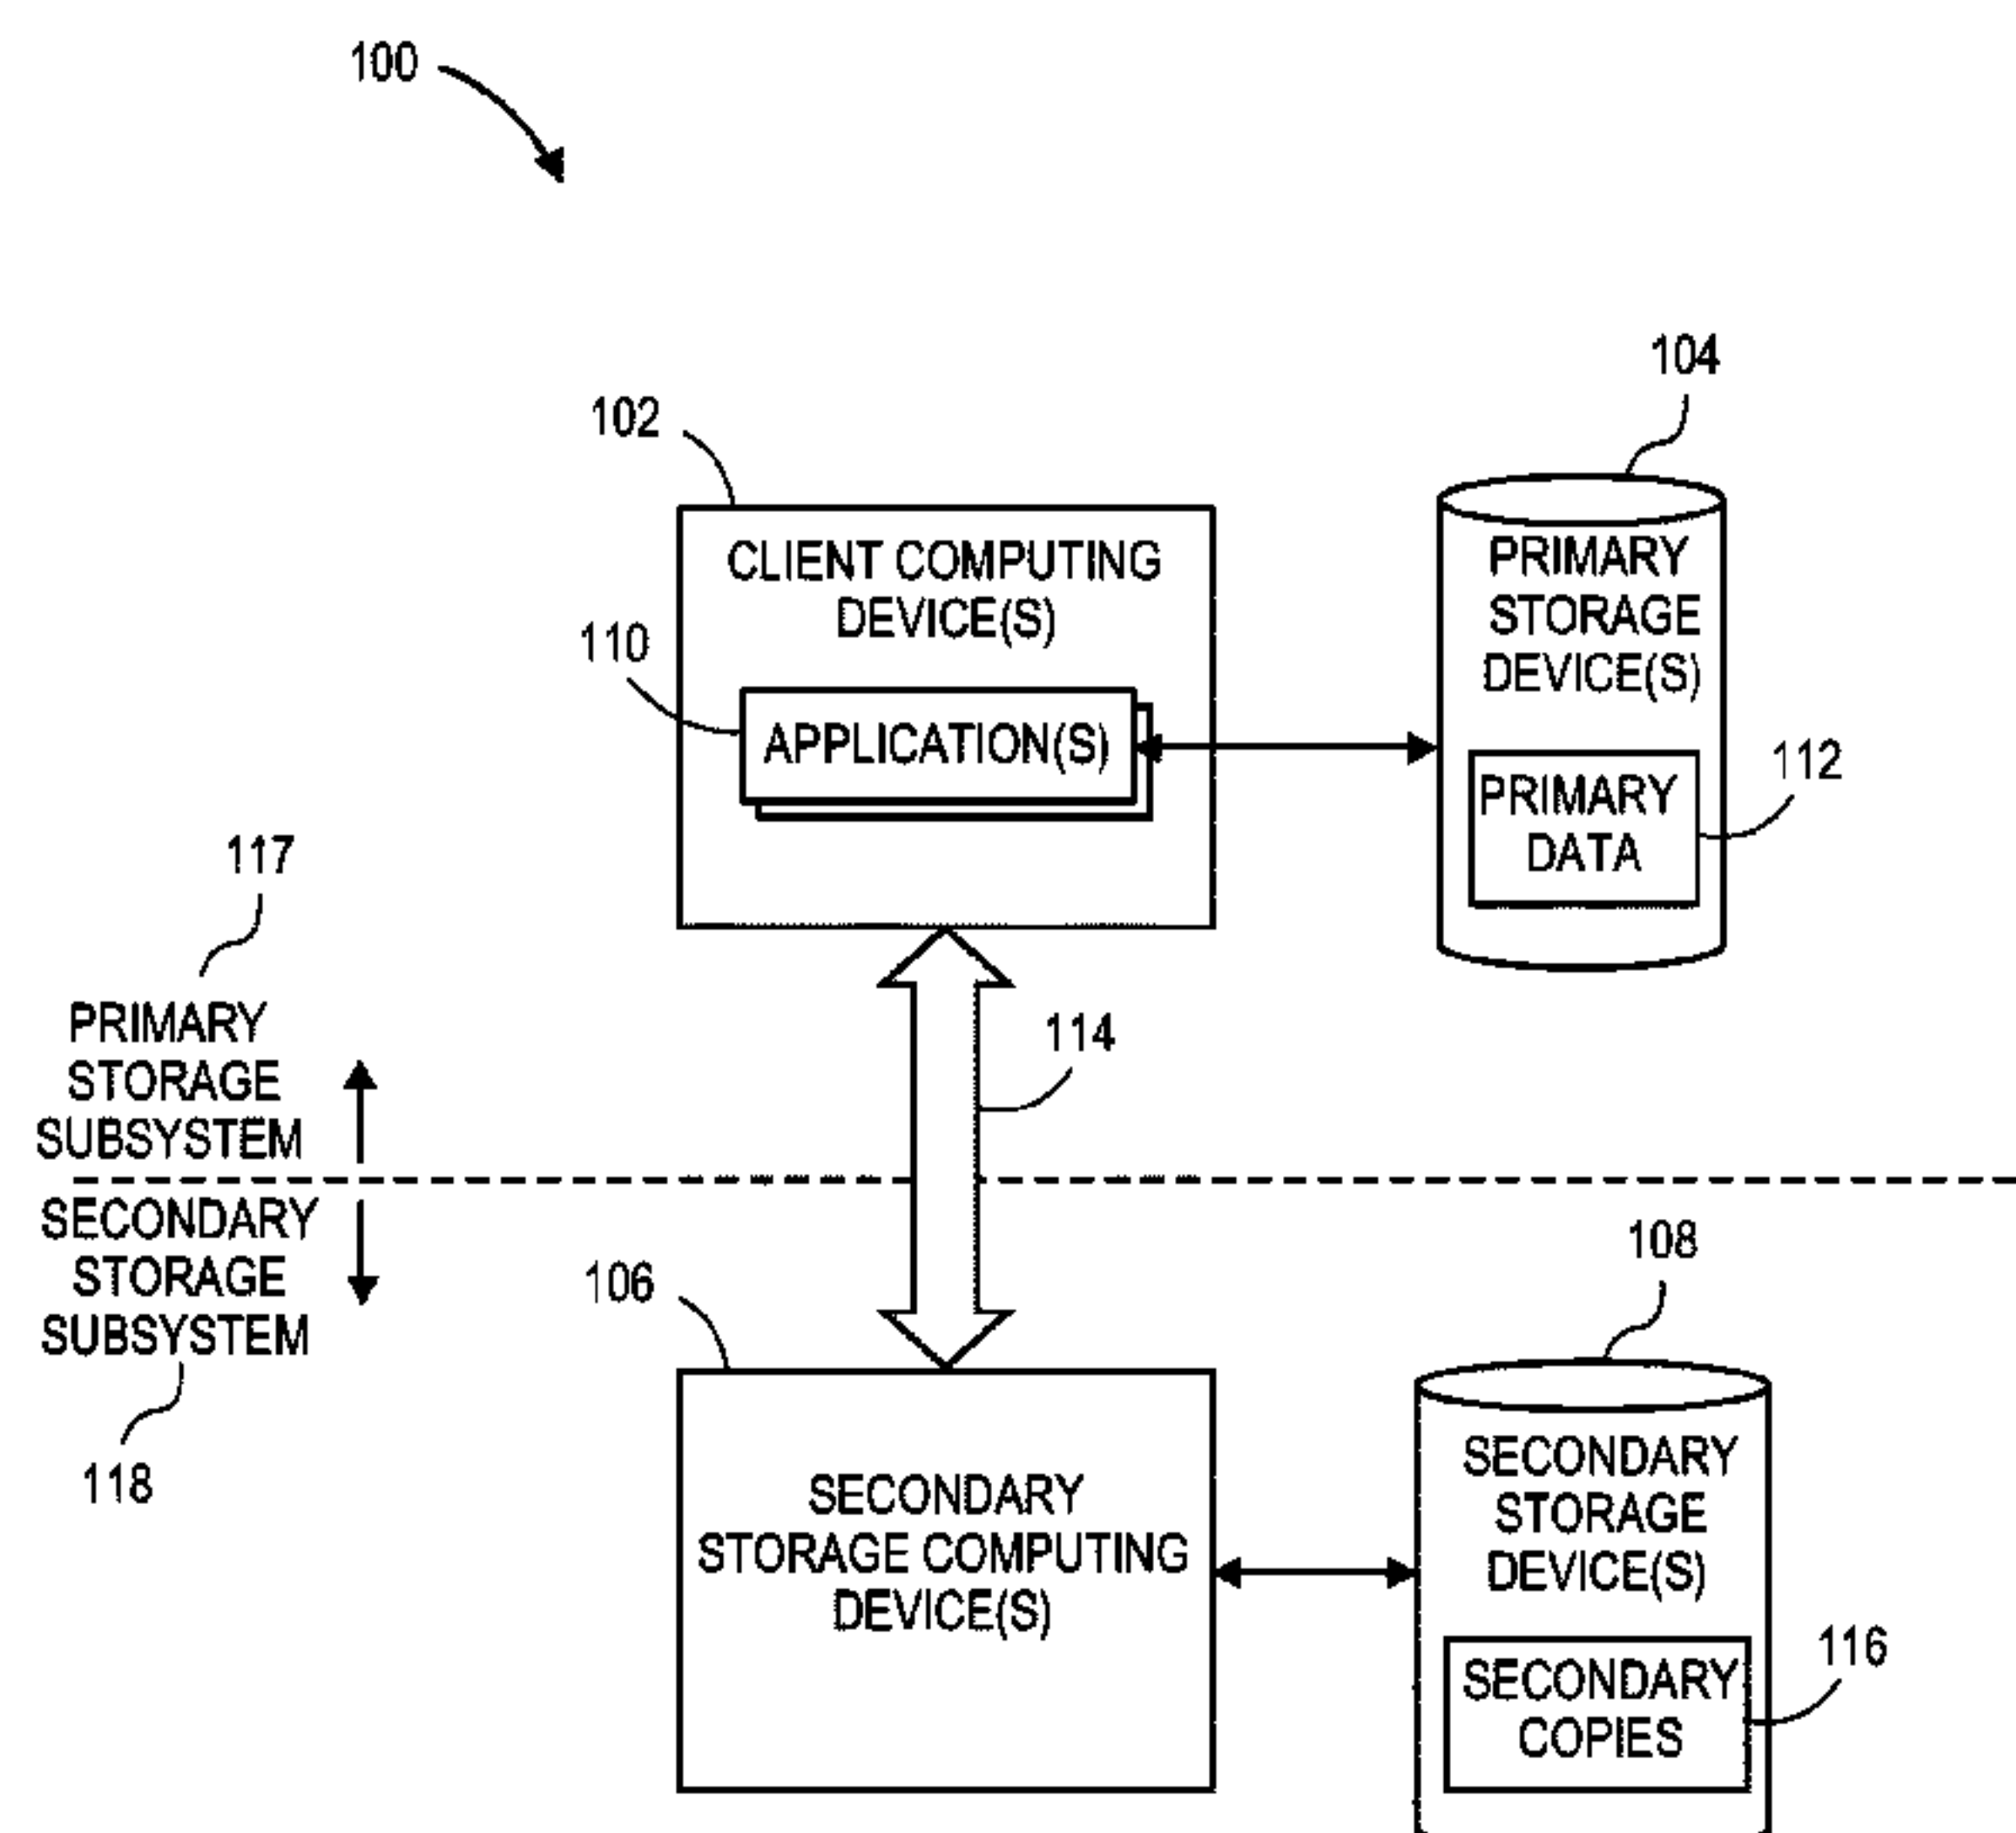 100
104
102
CLIENT COMPUTING
DEVICE(S)
PRIMARY
STORAGE
DEVICE(S)
110
APPLICATION(S)
112
PRIMARY
DATA
117
PRIMARY
STORAGE
SUBSYSTEM
114
SECONDARY
STORAGE
SUBSYSTEM
118
106
108
SECONDARY
STORAGE COMPUTING
DEVICE(S)
SECONDARY
STORAGE
DEVICE(S)
116
SECONDARY
COPIES